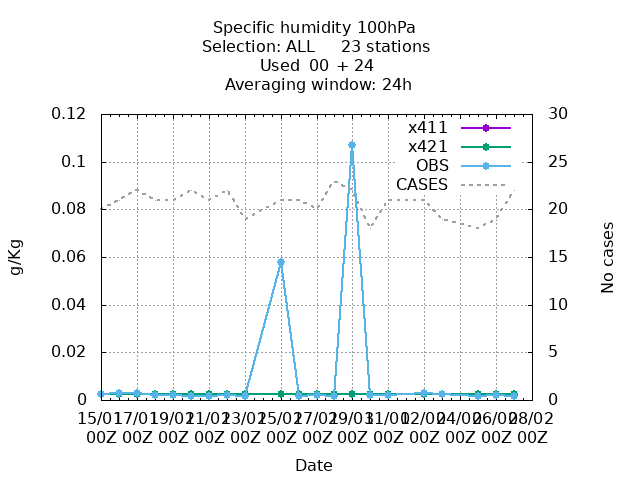 Specific humidity 100hPa
Selection: ALL 23 stations
Used 00 + 24
Averaging window: 24h
0.12 30
x411
0.1 25
x421
OBS
CASES
0.08 20
0.06 15
g/Kg
No cases
0.04 10
0.02 5
0 0
15/01 17/01 19/01 21/01 23/01 25/01 27/01 29/01 31/01 02/02 04/02 26/02 28/02
00Z 00Z 00Z 00Z 00Z 00Z 00Z 00Z 00Z 00Z 00Z 00Z 00Z
Date